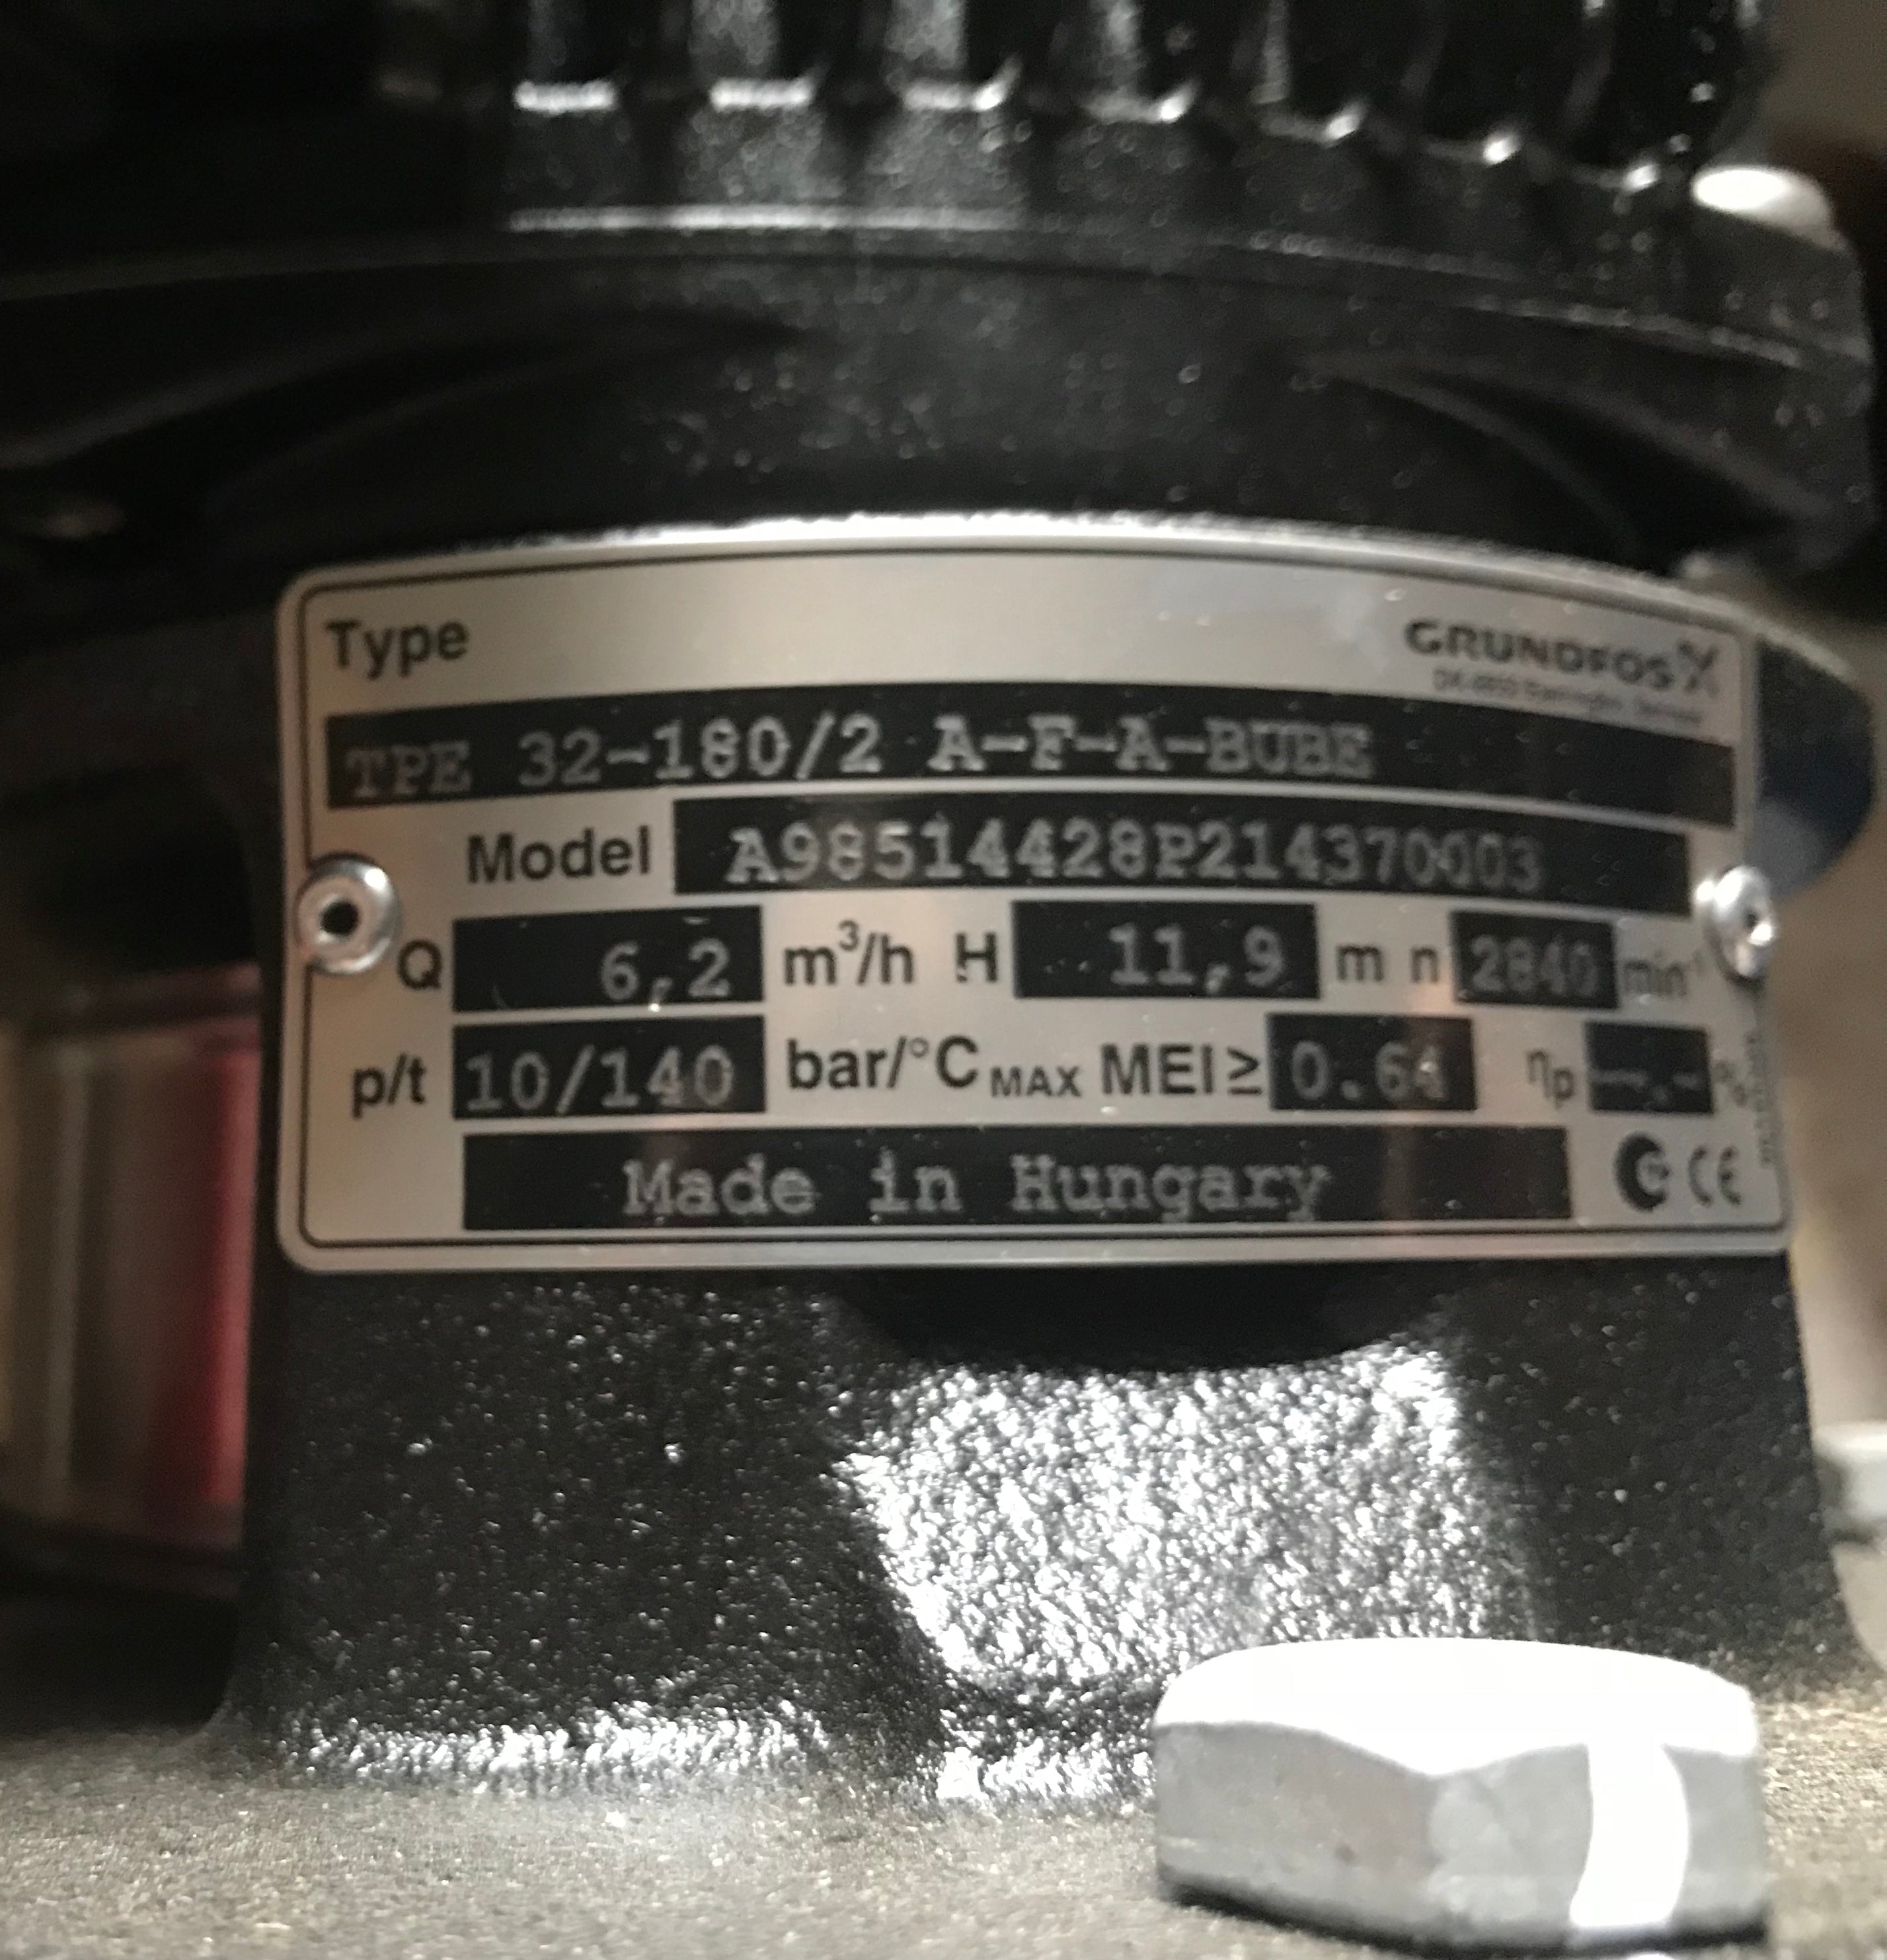 Type GRUNDFOS
TPE 32-180/2 A-F-A-BUBE
Model A98514428P214370003
Q 6,2 m³/h H 11,9 m n 2840 min⁻¹
p/t 10/140 bar/°C MAX MEI ≥ 0.64 ηp --.-- %
Made in Hungary CE